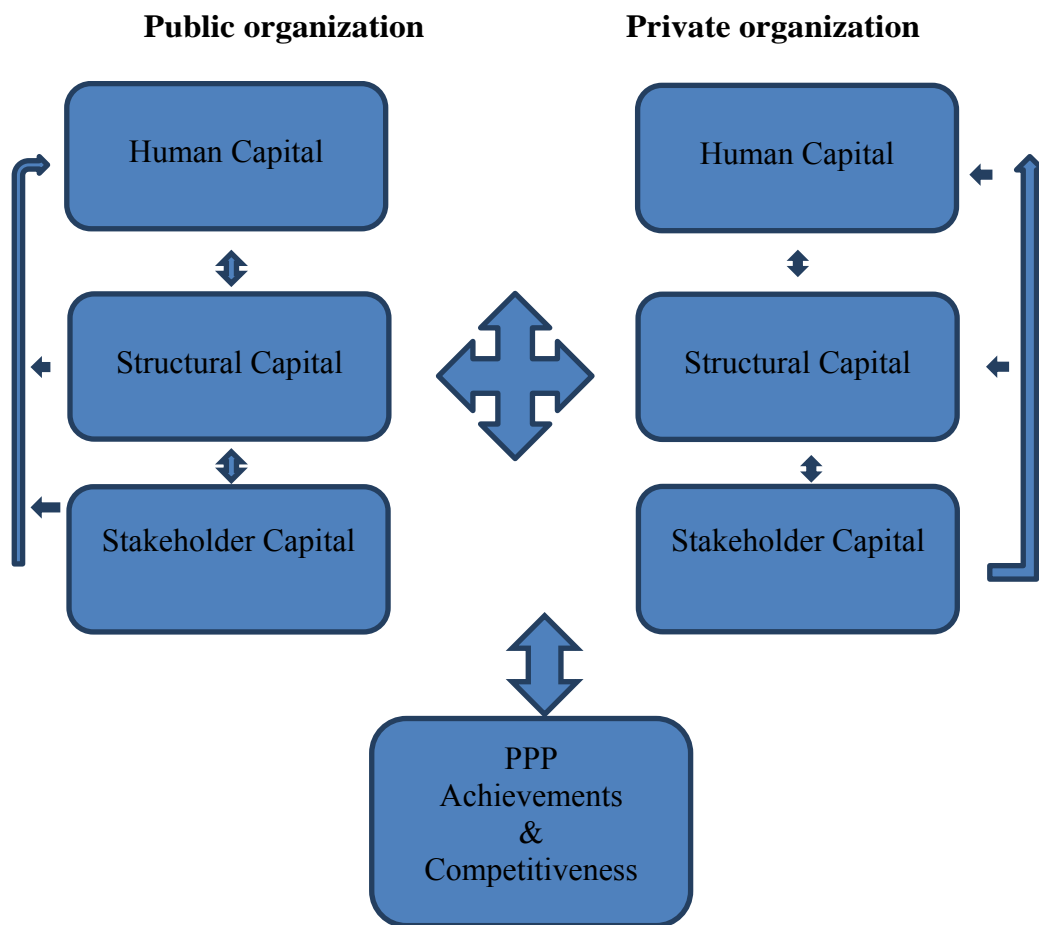 Public organization
Private organization
Human Capital
Human Capital
Structural Capital
Structural Capital
Stakeholder Capital
Stakeholder Capital
PPP
Achievements
&
Competitiveness